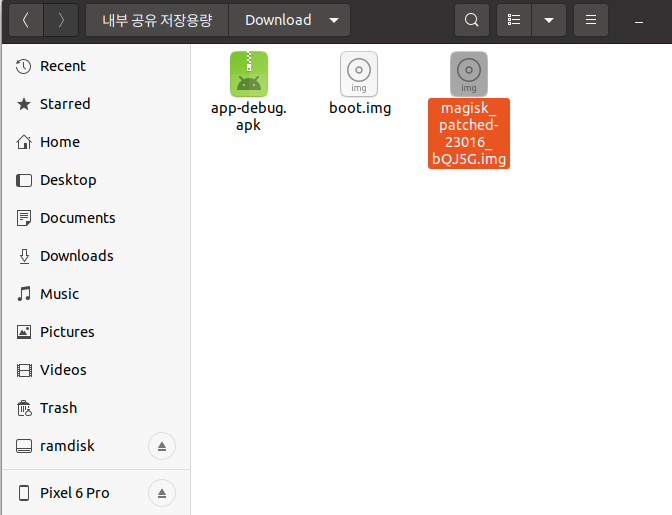 내부 공유 저장용량 Download
Recent
Starred
Home
Desktop
Documents
Downloads
Music
Pictures
Videos
Trash
ramdisk
Pixel 6 Pro
app-debug.
apk
boot.img
img
magisk_
patched-
23016_
bQJ5G.img
img